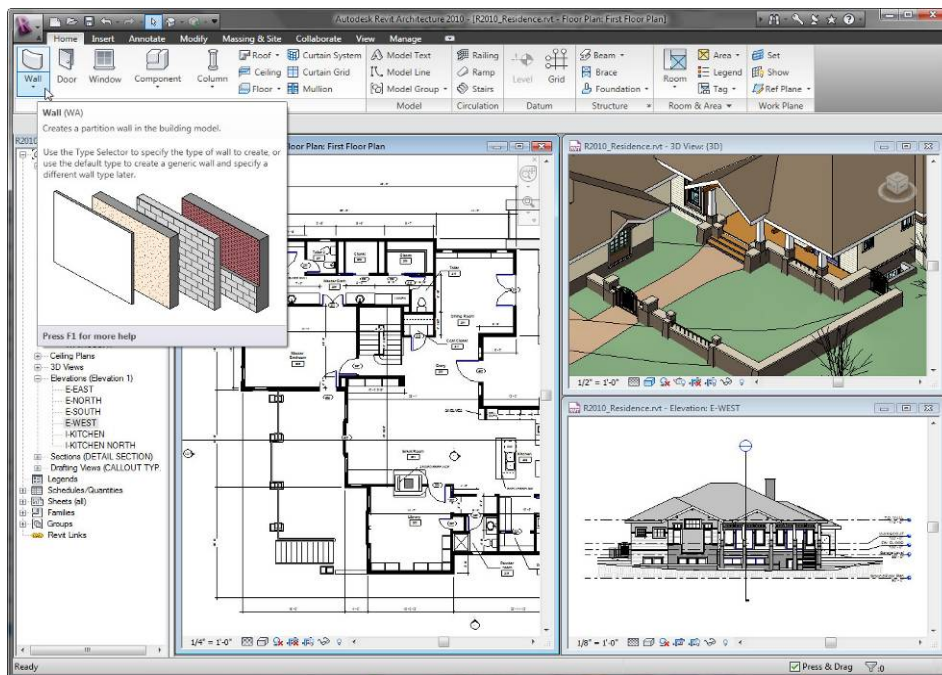 Autodesk Revit Architecture 2010 - [R2010_Residence.rvt - Floor Plan: First Floor Plan]
Home Insert Annotate Modify Massing & Site Collaborate View Manage
Wall Door Window Component Column Roof Curtain System Model Text Railing Level Grid Beam Room Area Set
Ceiling Curtain Grid Model Line Ramp Brace Legend Show
Floor Mullion Model Group Stairs Foundation Tag Ref Plane
Model Circulation Datum Structure Room & Area Work Plane
Wall (WA)
Creates a partition wall in the building model.
Use the Type Selector to specify the type of wall to create, or
use the default type to create a generic wall and specify a
different wall type later.
Press F1 for more help
R2010
Ceiling Plans
3D Views
Elevations (Elevation 1)
E-EAST
E-NORTH
E-SOUTH
E-WEST
I-KITCHEN
I-KITCHEN NORTH
Sections (DETAIL SECTION)
Drafting Views (CALLOUT TYP.
Legends
Schedules/Quantities
Sheets (all)
Families
Groups
Revit Links
loor Plan: First Floor Plan
1/4" = 1'-0"
R2010_Residence.rvt - 3D View: {3D}
1/2" = 1'-0"
R2010_Residence.rvt - Elevation: E-WEST
1/8" = 1'-0"
Ready
Press & Drag :0